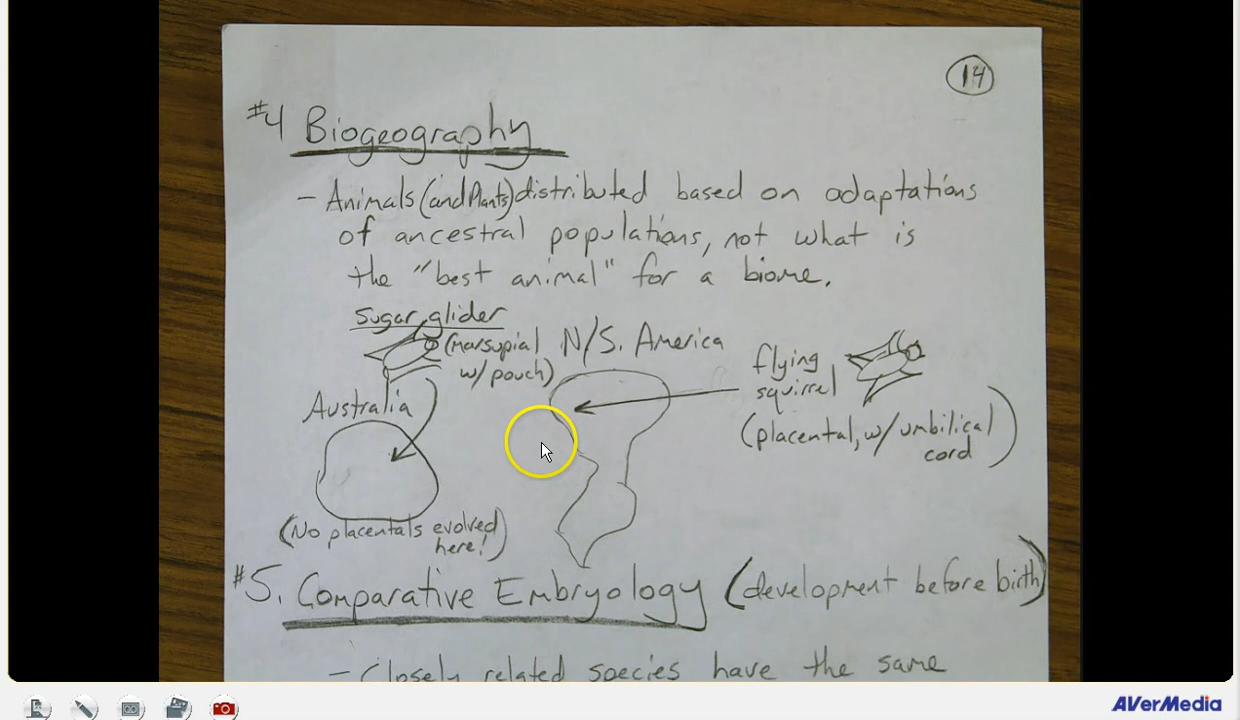 14
#4 Biogeography
- Animals (and Plants) distributed based on adaptations
of ancestral populations, not what is
the "best animal" for a biome.
Sugar glider
(marsupial
w/ pouch)
N/S. America
flying
squirrel
(placental, w/ umbilical
cord)
Australia
(No placentals evolved
here!)
#5. Comparative Embryology (development before birth)
- Closely related species have the same
AVerMedia